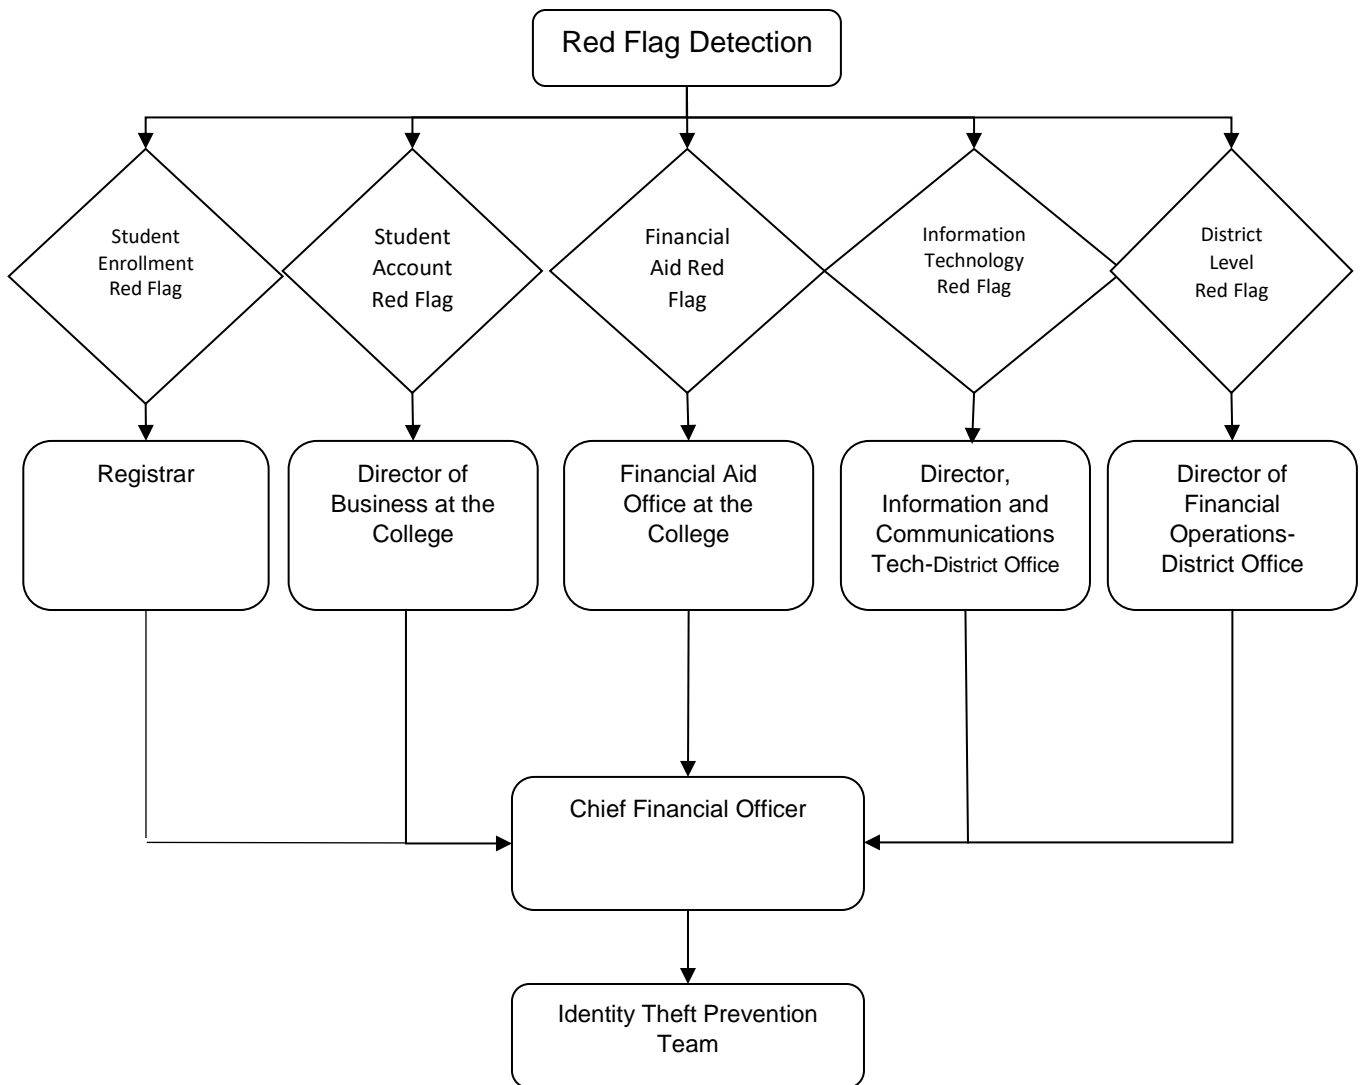 Red Flag Detection
Student
Enrollment
Red Flag
Student
Account
Red Flag
Financial
Aid Red
Flag
Information
Technology
Red Flag
District
Level
Red Flag
Registrar
Director of
Business at the
College
Financial Aid
Office at the
College
Director,
Information and
Communications
Tech-District Office
Director of
Financial
Operations-
District Office
Chief Financial Officer
Identity Theft Prevention
Team